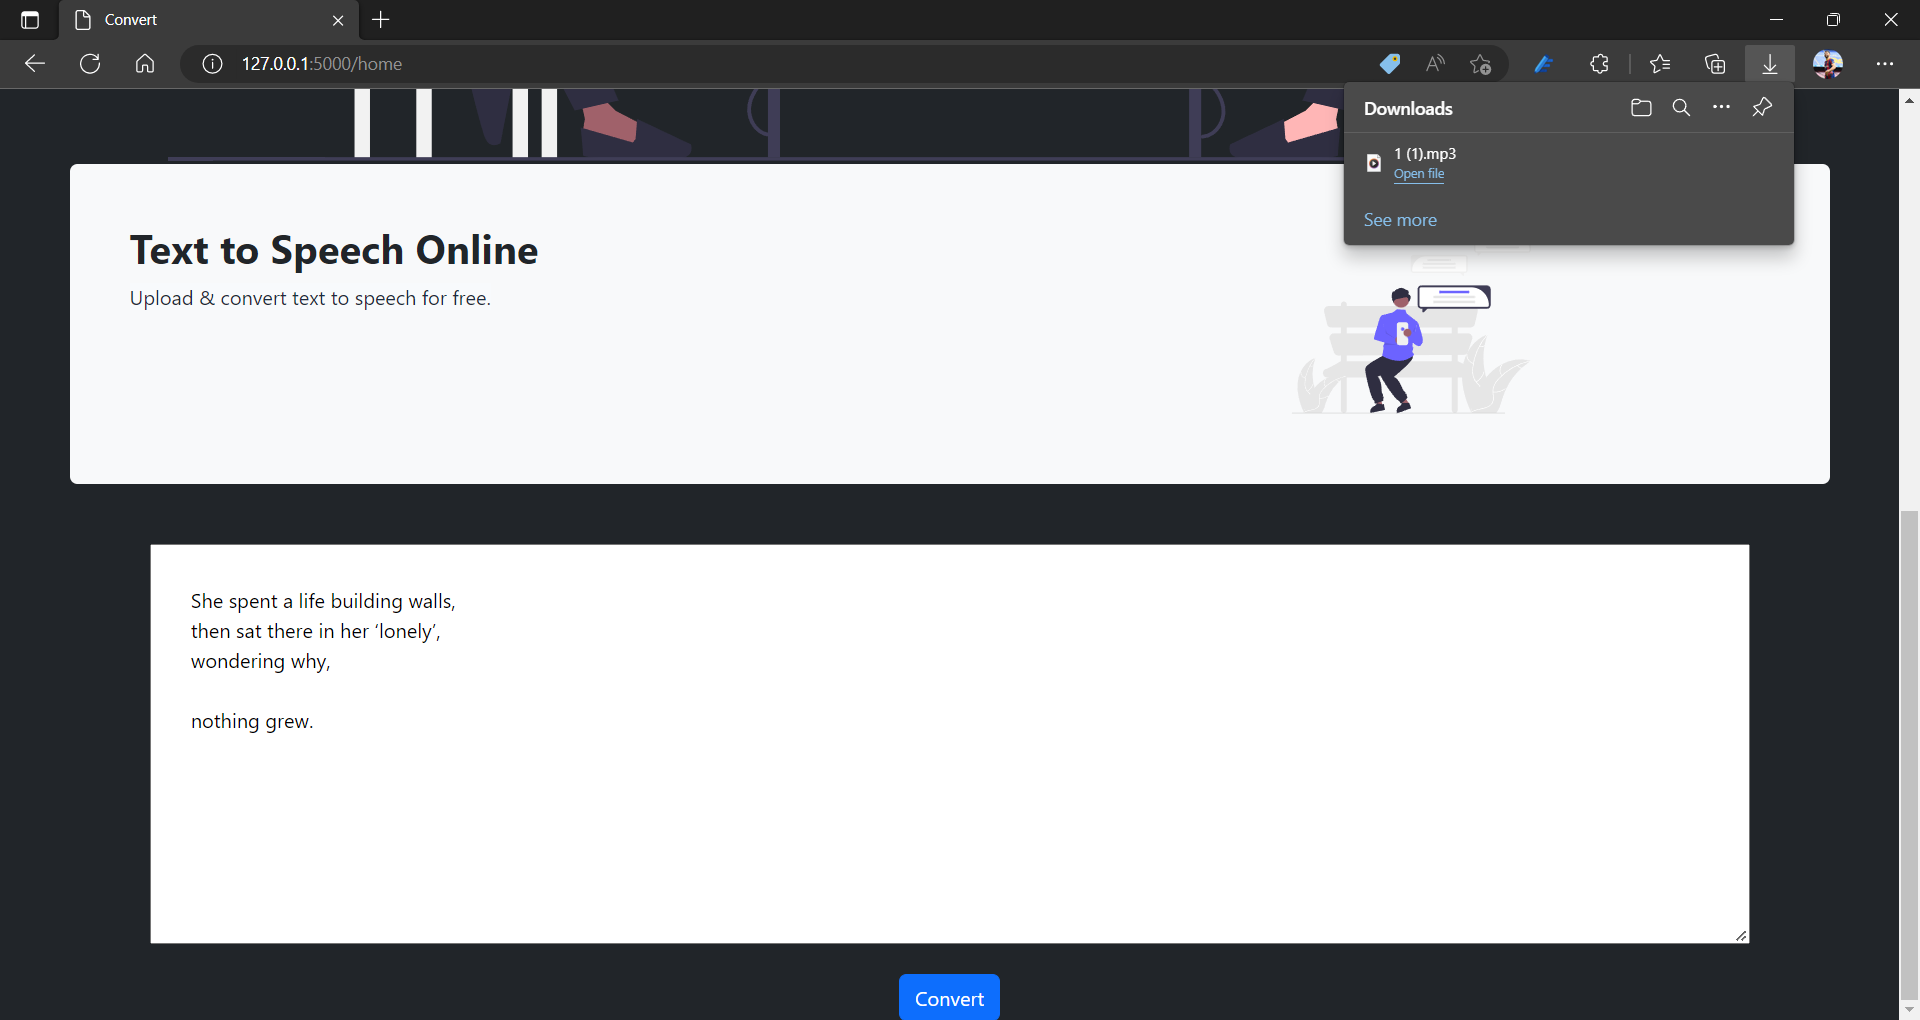 Convert
127.0.0.1:5000/home
Downloads
1 (1).mp3
Open file
See more
Text to Speech Online
Upload & convert text to speech for free.
She spent a life building walls,
then sat there in her ‘lonely’,
wondering why,
nothing grew.
Convert